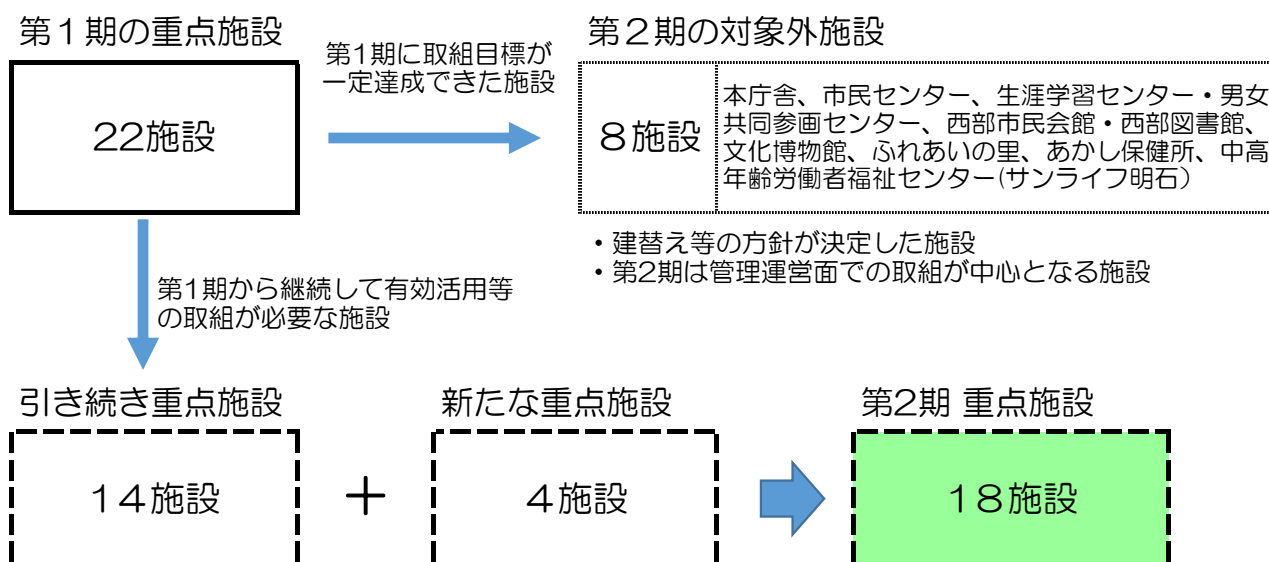 第１期の重点施設
22施設
第1期に取組目標が
一定達成できた施設
第２期の対象外施設
８施設
本庁舎、市民センター、生涯学習センター・男女
共同参画センター、西部市民会館・西部図書館、
文化博物館、ふれあいの里、あかし保健所、中高
年齢労働者福祉センター(サンライフ明石）
・建替え等の方針が決定した施設
・第2期は管理運営面での取組が中心となる施設
第1期から継続して有効活用等
の取組が必要な施設
引き続き重点施設
１４施設
＋
新たな重点施設
４施設
第2期 重点施設
１８施設